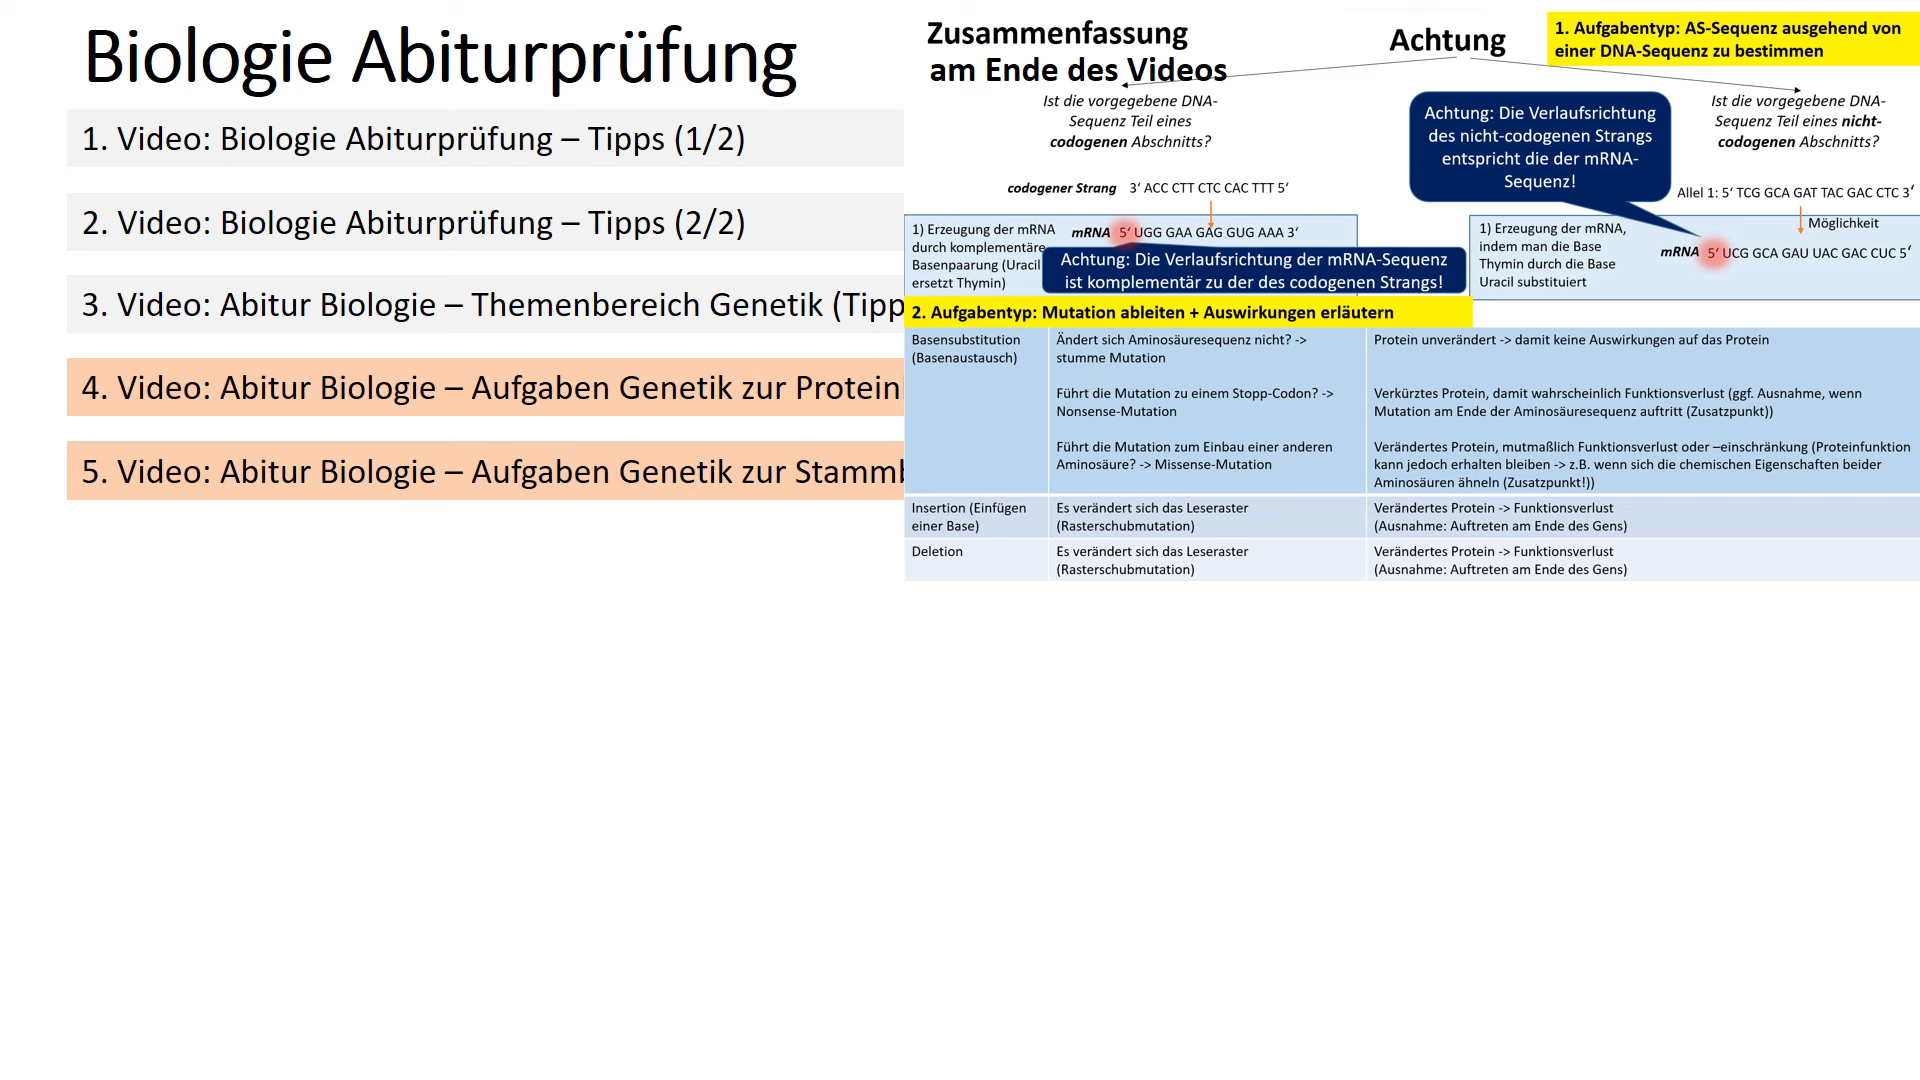 Biologie Abiturprüfung
1. Video: Biologie Abiturprüfung – Tipps (1/2)
2. Video: Biologie Abiturprüfung – Tipps (2/2)
3. Video: Abitur Biologie – Themenbereich Genetik (Tipp
4. Video: Abitur Biologie – Aufgaben Genetik zur Protein
5. Video: Abitur Biologie – Aufgaben Genetik zur Stamm
Zusammenfassung
am Ende des Videos
Achtung
1. Aufgabentyp: AS-Sequenz ausgehend von
einer DNA-Sequenz zu bestimmen
Ist die vorgegebene DNA-
Sequenz Teil eines
codogenen Abschnitts?
codogener Strang 3‘ ACC CTT CTC CAC TTT 5‘
1) Erzeugung der mRNA
durch komplementäre
Basenpaarung (Uracil
ersetzt Thymin)
mRNA 5‘ UGG GAA GAG GUG AAA 3‘
Achtung: Die Verlaufsrichtung der mRNA-Sequenz
ist komplementär zu der des codogenen Strangs!
Achtung: Die Verlaufsrichtung
des nicht-codogenen Strangs
entspricht die der mRNA-
Sequenz!
Ist die vorgegebene DNA-
Sequenz Teil eines nicht-
codogenen Abschnitts?
Allel 1: 5‘ TCG GCA GAT TAC GAC CTC 3‘
Möglichkeit
1) Erzeugung der mRNA,
indem man die Base
Thymin durch die Base
Uracil substituiert
mRNA 5‘ UCG GCA GAU UAC GAC CUC 5‘
2. Aufgabentyp: Mutation ableiten + Auswirkungen erläutern
Basensubstitution
(Basenaustausch)
Ändert sich Aminosäuresequenz nicht? ->
stumme Mutation
Protein unverändert -> damit keine Auswirkungen auf das Protein
Führt die Mutation zu einem Stopp-Codon? ->
Nonsense-Mutation
Verkürztes Protein, damit wahrscheinlich Funktionsverlust (ggf. Ausnahme, wenn
Mutation am Ende der Aminosäuresequenz auftritt (Zusatzpunkt))
Führt die Mutation zum Einbau einer anderen
Aminosäure? -> Missense-Mutation
Verändertes Protein, mutmaßlich Funktionsverlust oder –einschränkung (Proteinfunktion
kann jedoch erhalten bleiben -> z.B. wenn sich die chemischen Eigenschaften beider
Aminosäuren ähneln (Zusatzpunkt!))
Insertion (Einfügen
einer Base)
Es verändert sich das Leseraster
(Rasterschubmutation)
Verändertes Protein -> Funktionsverlust
(Ausnahme: Auftreten am Ende des Gens)
Deletion
Es verändert sich das Leseraster
(Rasterschubmutation)
Verändertes Protein -> Funktionsverlust
(Ausnahme: Auftreten am Ende des Gens)